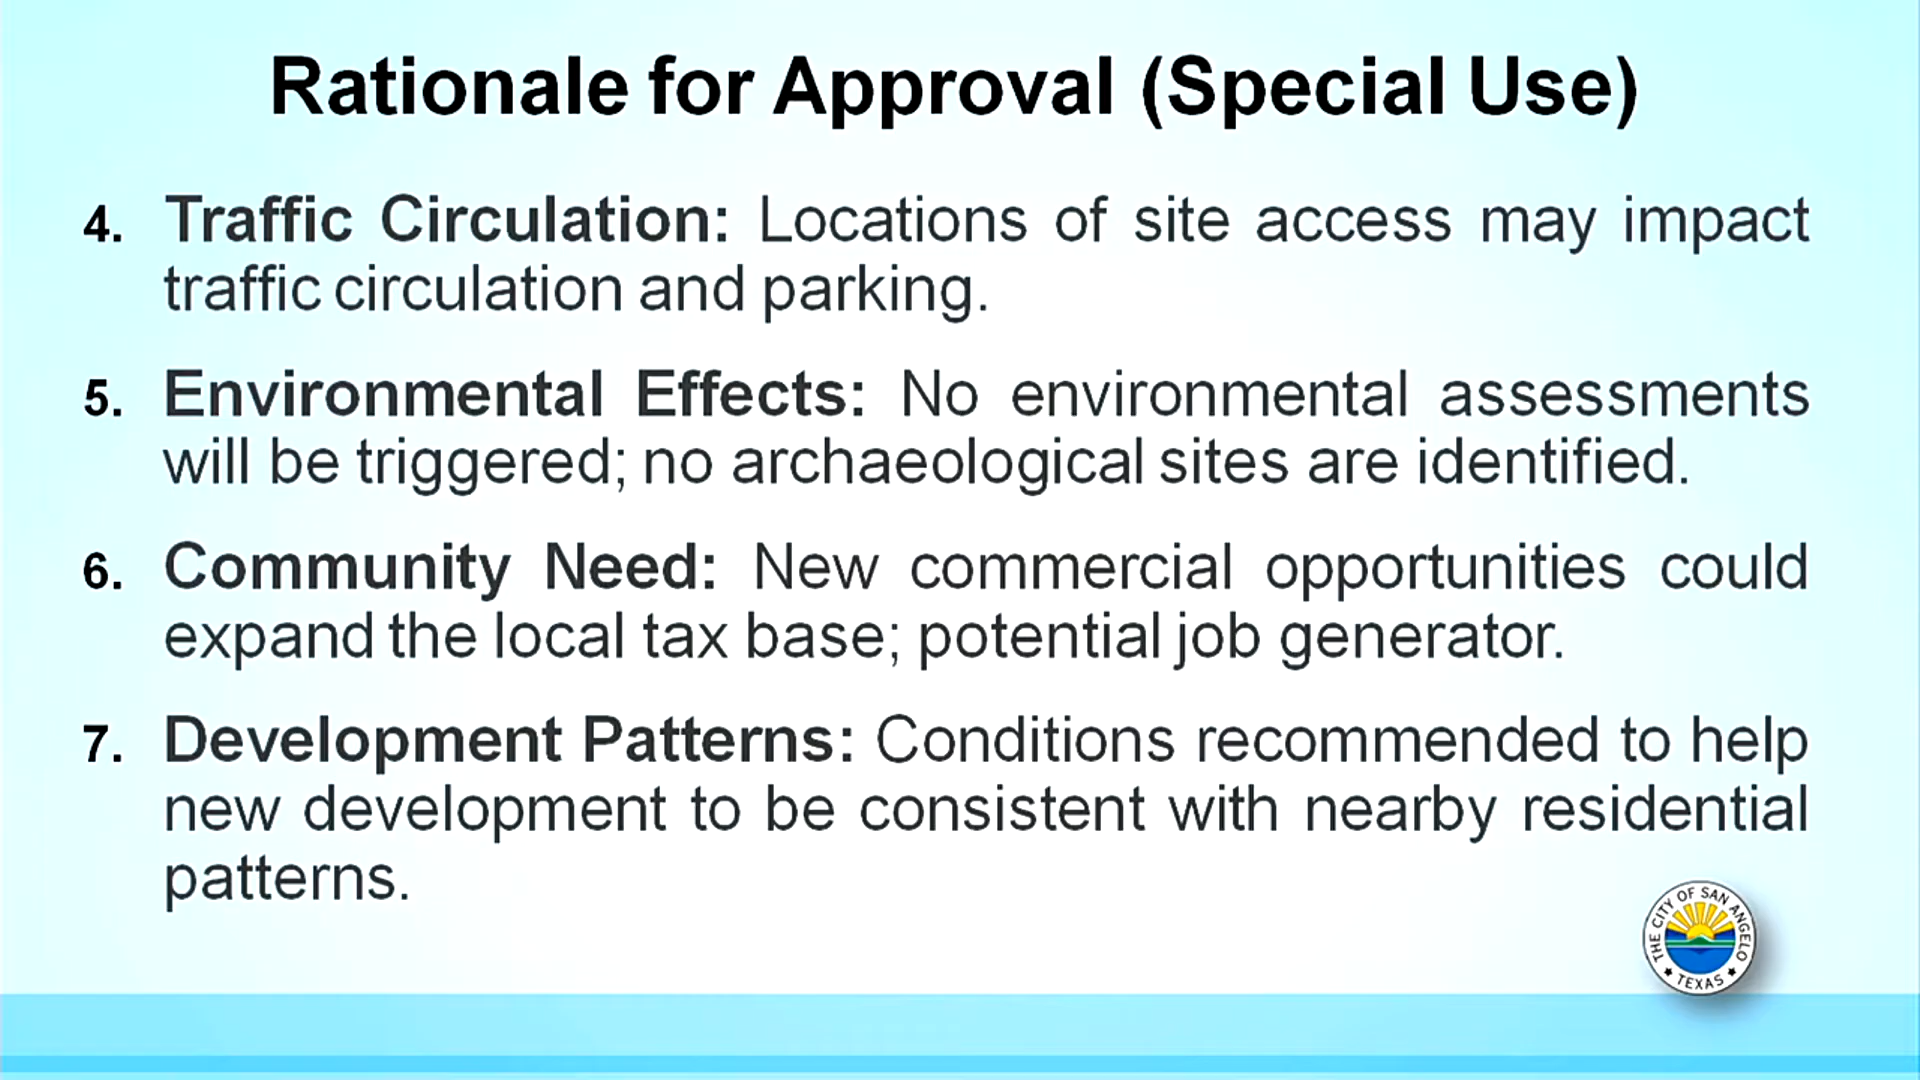 Rationale for Approval (Special Use)
4. Traffic Circulation: Locations of site access may impact
traffic circulation and parking.
5. Environmental Effects: No environmental assessments
will be triggered; no archaeological sites are identified.
6. Community Need: New commercial opportunities could
expand the local tax base; potential job generator.
7. Development Patterns: Conditions recommended to help
new development to be consistent with nearby residential
patterns.
THE CITY OF SAN ANGELO
TEXAS